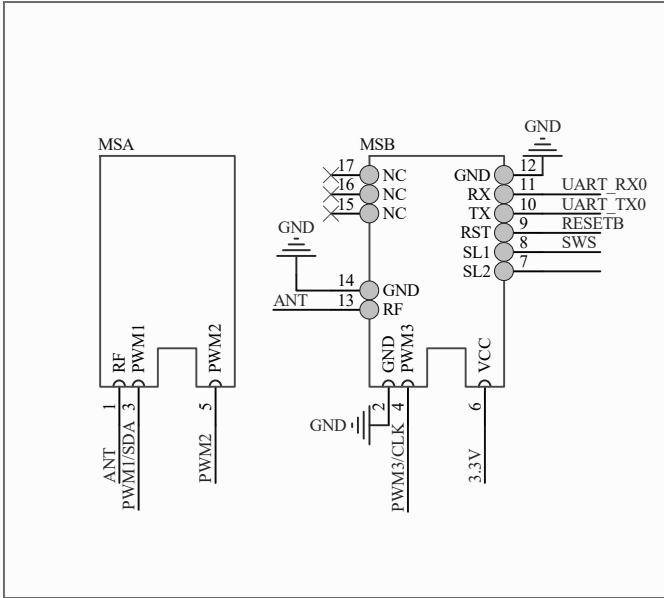 GND
MSA
MSB
17 NC
16 NC
15 NC
GND 12
RX 11 UART_RX0
TX 10 UART_TX0
RST 9 RESETB
SL1 8 SWS
SL2 7
GND
14 GND
ANT 13 RF
RF
PWM1
PWM2
GND
PWM3
VCC
1
3
5
2
4
6
GND
ANT
PWM1/SDA
PWM2
PWM3/CLK
3.3V